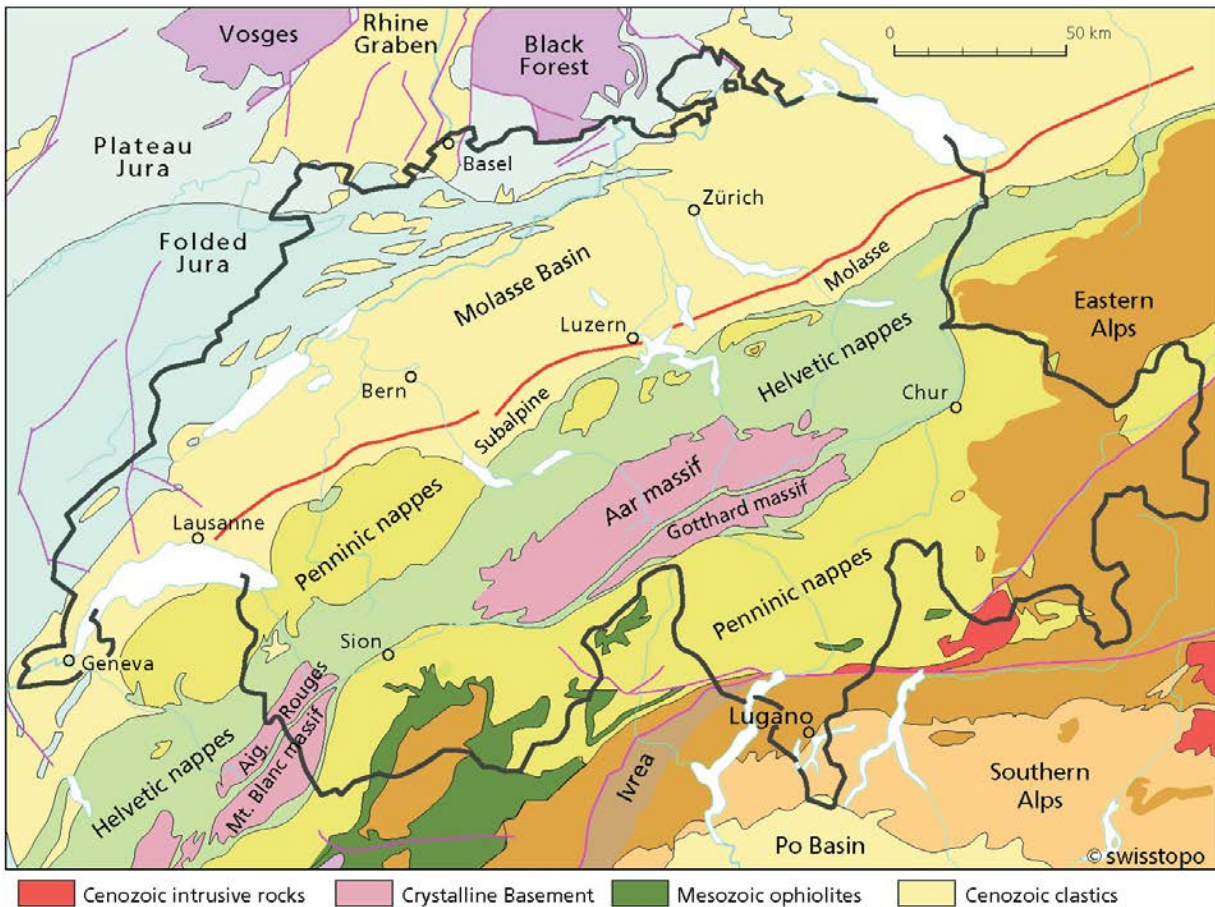 Vosges
Rhine
Graben
Black
Forest
0 50 km
Plateau
Jura
Basel
Folded
Jura
Zürich
Molasse Basin
Molasse
Eastern
Alps
Luzern
Helvetic nappes
Bern
Subalpine
Chur
Aar massif
Gotthard massif
Lausanne
Penninic nappes
Penninic nappes
Sion
Geneva
Aig. Rouges
Mt. Blanc massif
Helvetic nappes
Lugano
Ivrea
Southern
Alps
Po Basin
© swisstopo
Cenozoic intrusive rocks
Crystalline Basement
Mesozoic ophiolites
Cenozoic clastics